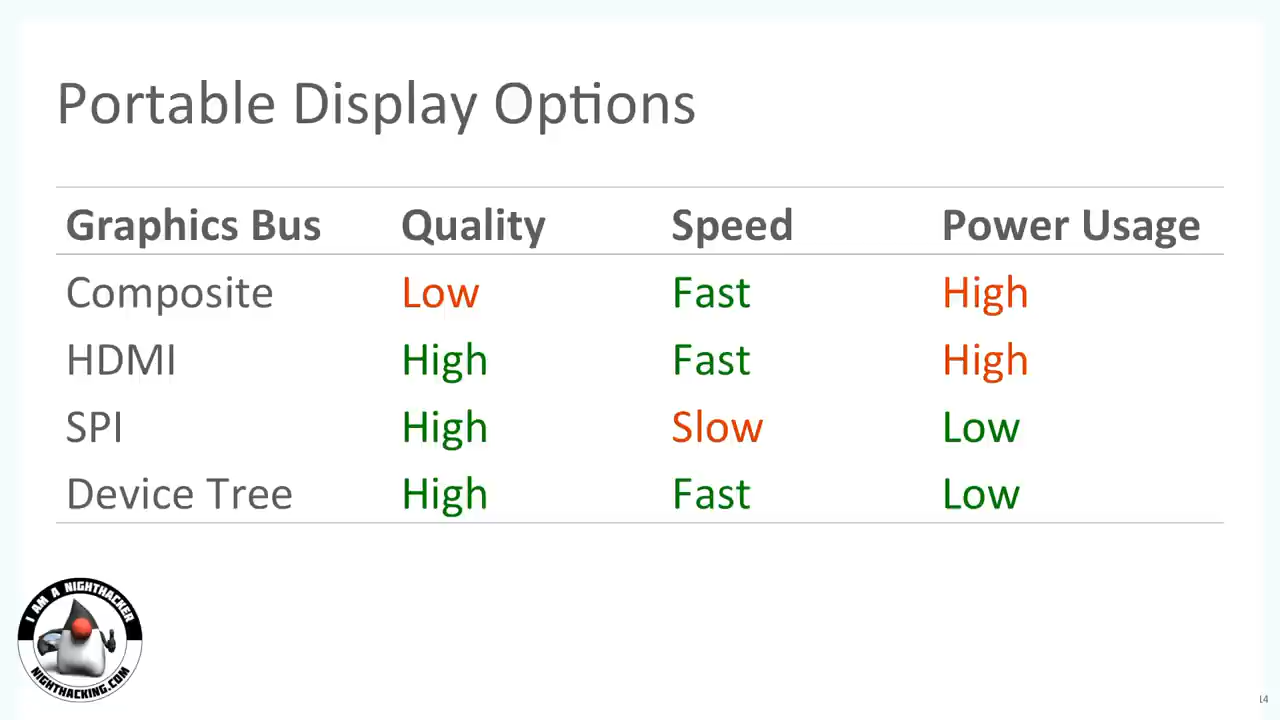 Portable Display Options
Graphics Bus Quality Speed Power Usage
Composite Low Fast High
HDMI High Fast High
SPI High Slow Low
Device Tree High Fast Low
I AM A NIGHTHACKER
NIGHTHACKING.COM
14